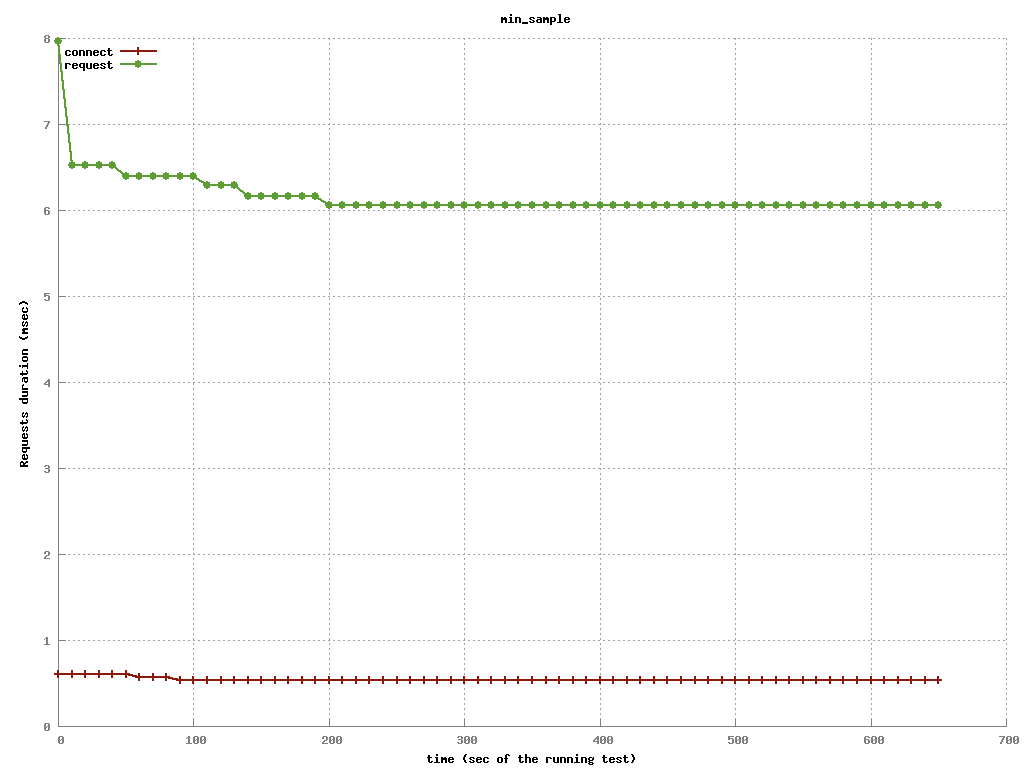 min_sample
connect
request
8
7
6
5
4
3
2
1
0
Requests duration (msec)
0 100 200 300 400 500 600 700
time (sec of the running test)